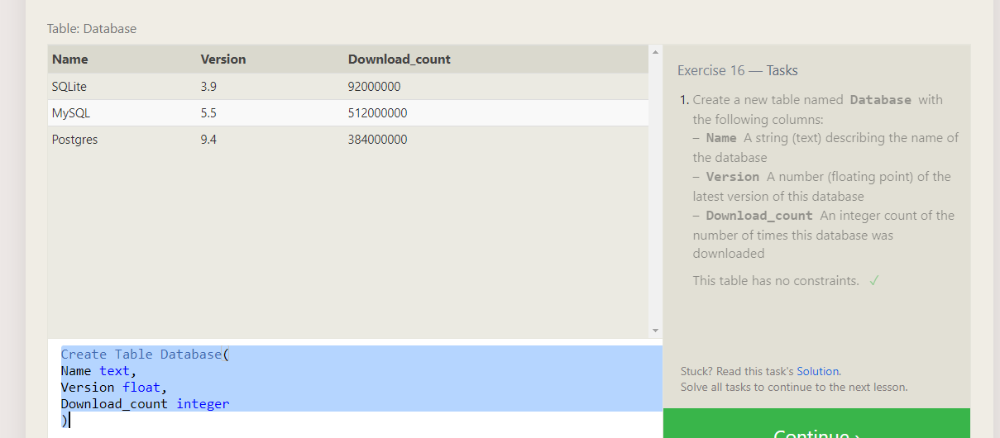 Table: Database
Name Version Download_count
SQLite 3.9 92000000
MySQL 5.5 512000000
Postgres 9.4 384000000
Exercise 16 — Tasks
1. Create a new table named Database with
the following columns:
– Name A string (text) describing the name of
the database
– Version A number (floating point) of the
latest version of this database
– Download_count An integer count of the
number of times this database was
downloaded
This table has no constraints. ✓
Stuck? Read this task's Solution.
Solve all tasks to continue to the next lesson.
Continue ›
Create Table Database(
Name text,
Version float,
Download_count integer
)